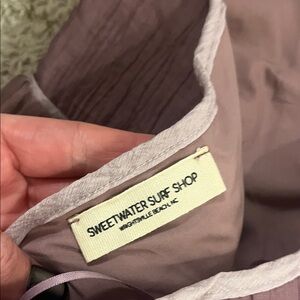 SWEETWATER SURF SHOP
WRIGHTSVILLE BEACH, NC